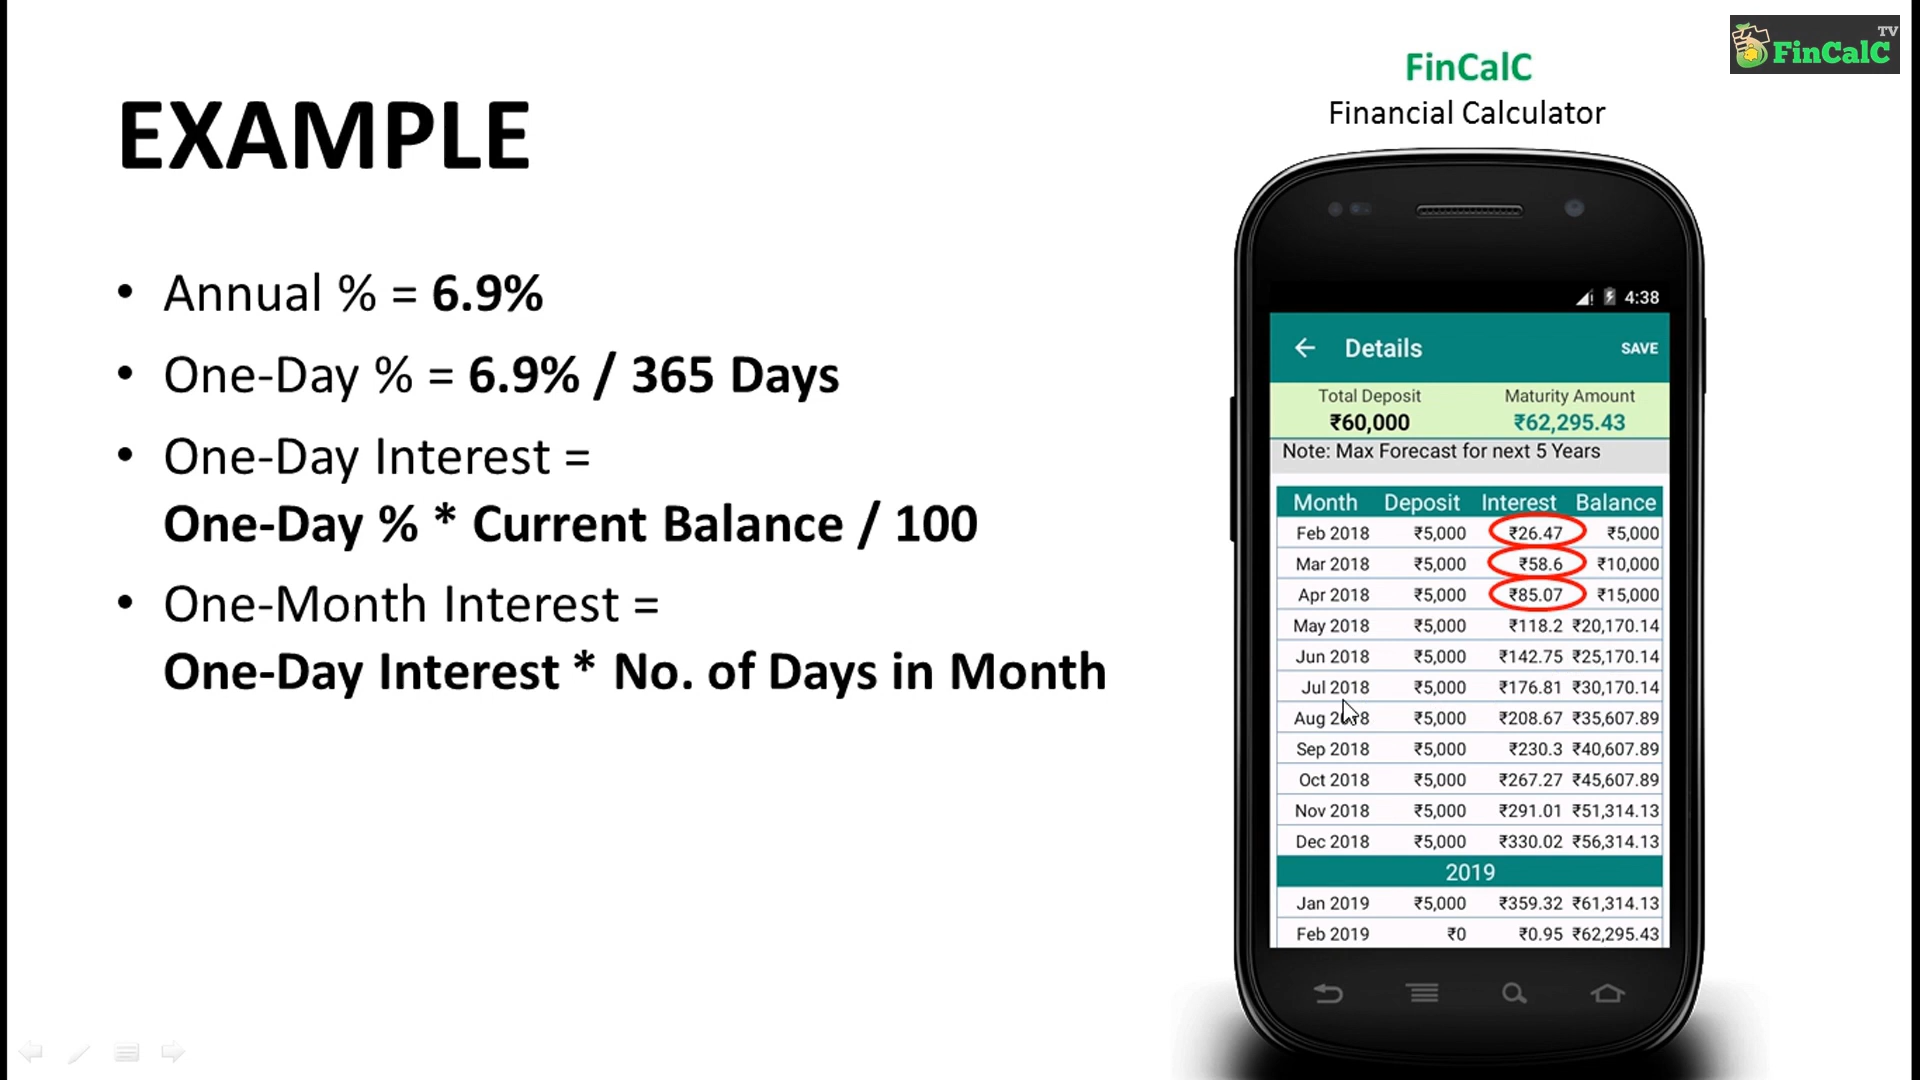 EXAMPLE
• Annual % = 6.9%
• One-Day % = 6.9% / 365 Days
• One-Day Interest =
One-Day % * Current Balance / 100
• One-Month Interest =
One-Day Interest * No. of Days in Month
FinCalC
Financial Calculator
TV
FinCalC
4:38
Details SAVE
Total Deposit Maturity Amount
₹60,000 ₹62,295.43
Note: Max Forecast for next 5 Years
Month Deposit Interest Balance
Feb 2018 ₹5,000 ₹26.47 ₹5,000
Mar 2018 ₹5,000 ₹58.6 ₹10,000
Apr 2018 ₹5,000 ₹85.07 ₹15,000
May 2018 ₹5,000 ₹118.2 ₹20,170.14
Jun 2018 ₹5,000 ₹142.75 ₹25,170.14
Jul 2018 ₹5,000 ₹176.81 ₹30,170.14
Aug 2018 ₹5,000 ₹208.67 ₹35,607.89
Sep 2018 ₹5,000 ₹230.3 ₹40,607.89
Oct 2018 ₹5,000 ₹267.27 ₹45,607.89
Nov 2018 ₹5,000 ₹291.01 ₹51,314.13
Dec 2018 ₹5,000 ₹330.02 ₹56,314.13
2019
Jan 2019 ₹5,000 ₹359.32 ₹61,314.13
Feb 2019 ₹0 ₹0.95 ₹62,295.43